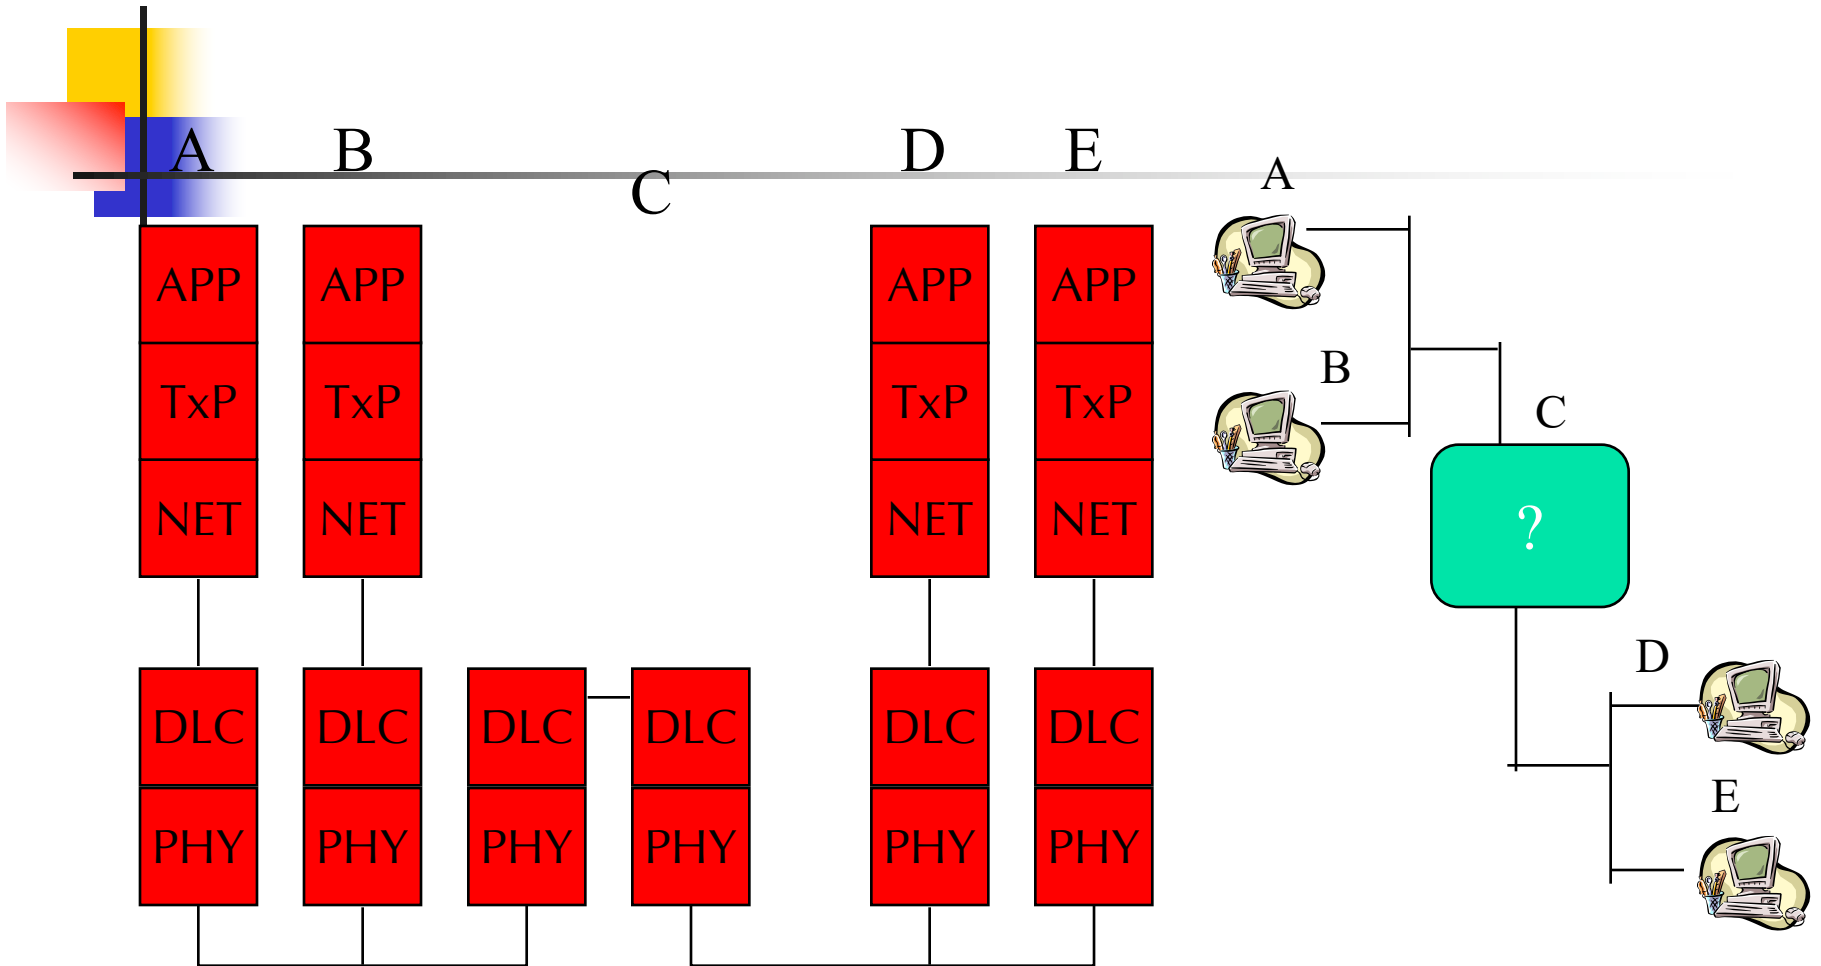 A B D E
C
A
APP APP APP APP
TxP TxP TxP TxP
B
C
NET NET NET NET
?
D
DLC DLC DLC DLC DLC DLC
E
PHY PHY PHY PHY PHY PHY